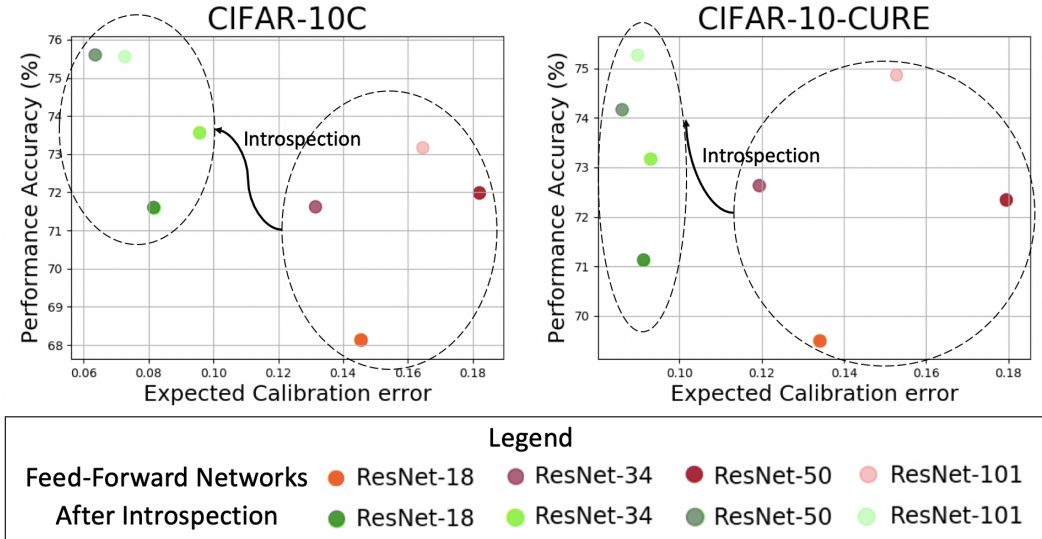 CIFAR-10C
Performance Accuracy (%)
76
75
74
73
72
71
70
69
68
Introspection
0.06
0.08
0.10
0.12
0.14
0.16
0.18
Expected Calibration error
CIFAR-10-CURE
Performance Accuracy (%)
75
74
73
72
71
70
Introspection
0.10
0.12
0.14
0.16
0.18
Expected Calibration error
Legend
Feed-Forward Networks ResNet-18 ResNet-34 ResNet-50 ResNet-101
After Introspection ResNet-18 ResNet-34 ResNet-50 ResNet-101